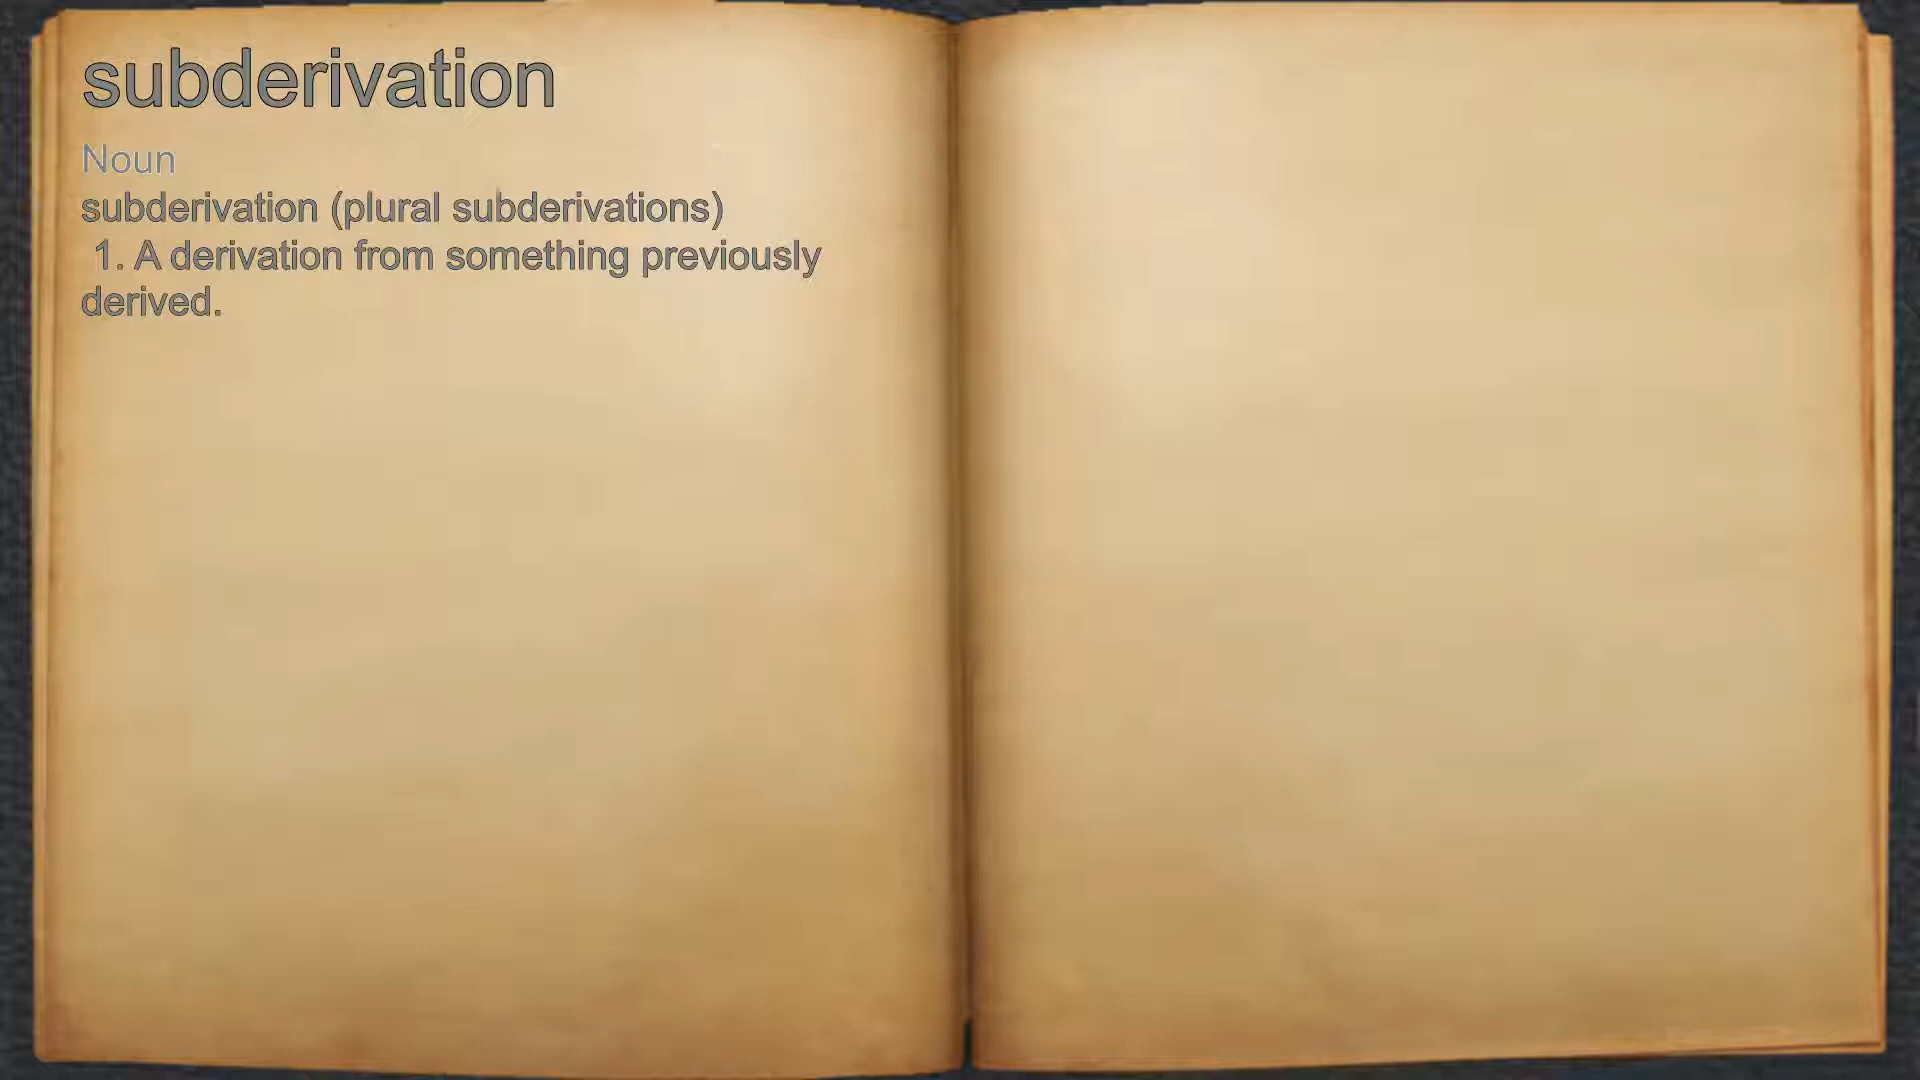 subderivation
Noun
subderivation (plural subderivations)
1. A derivation from something previously
derived.